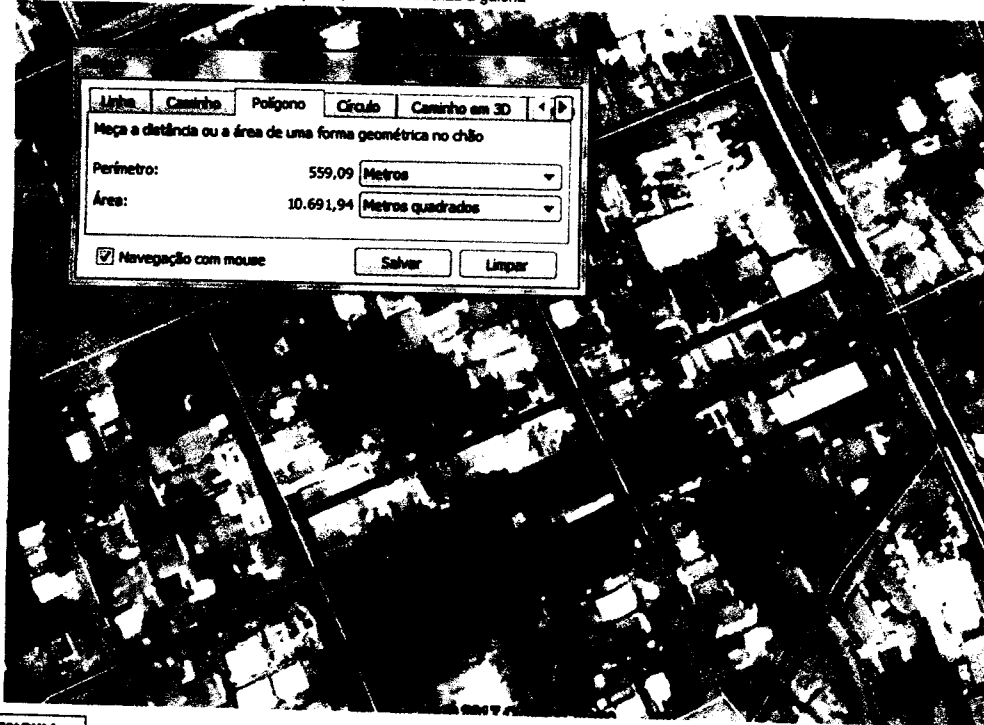 Linha Caminho Polígono Círculo Caminho em 3D
Meça a distância ou a área de uma forma geométrica no chão
Perímetro: 559,09 Metros
Área: 10.691,94 Metros quadrados
Navegação com mouse Salvar Limpar